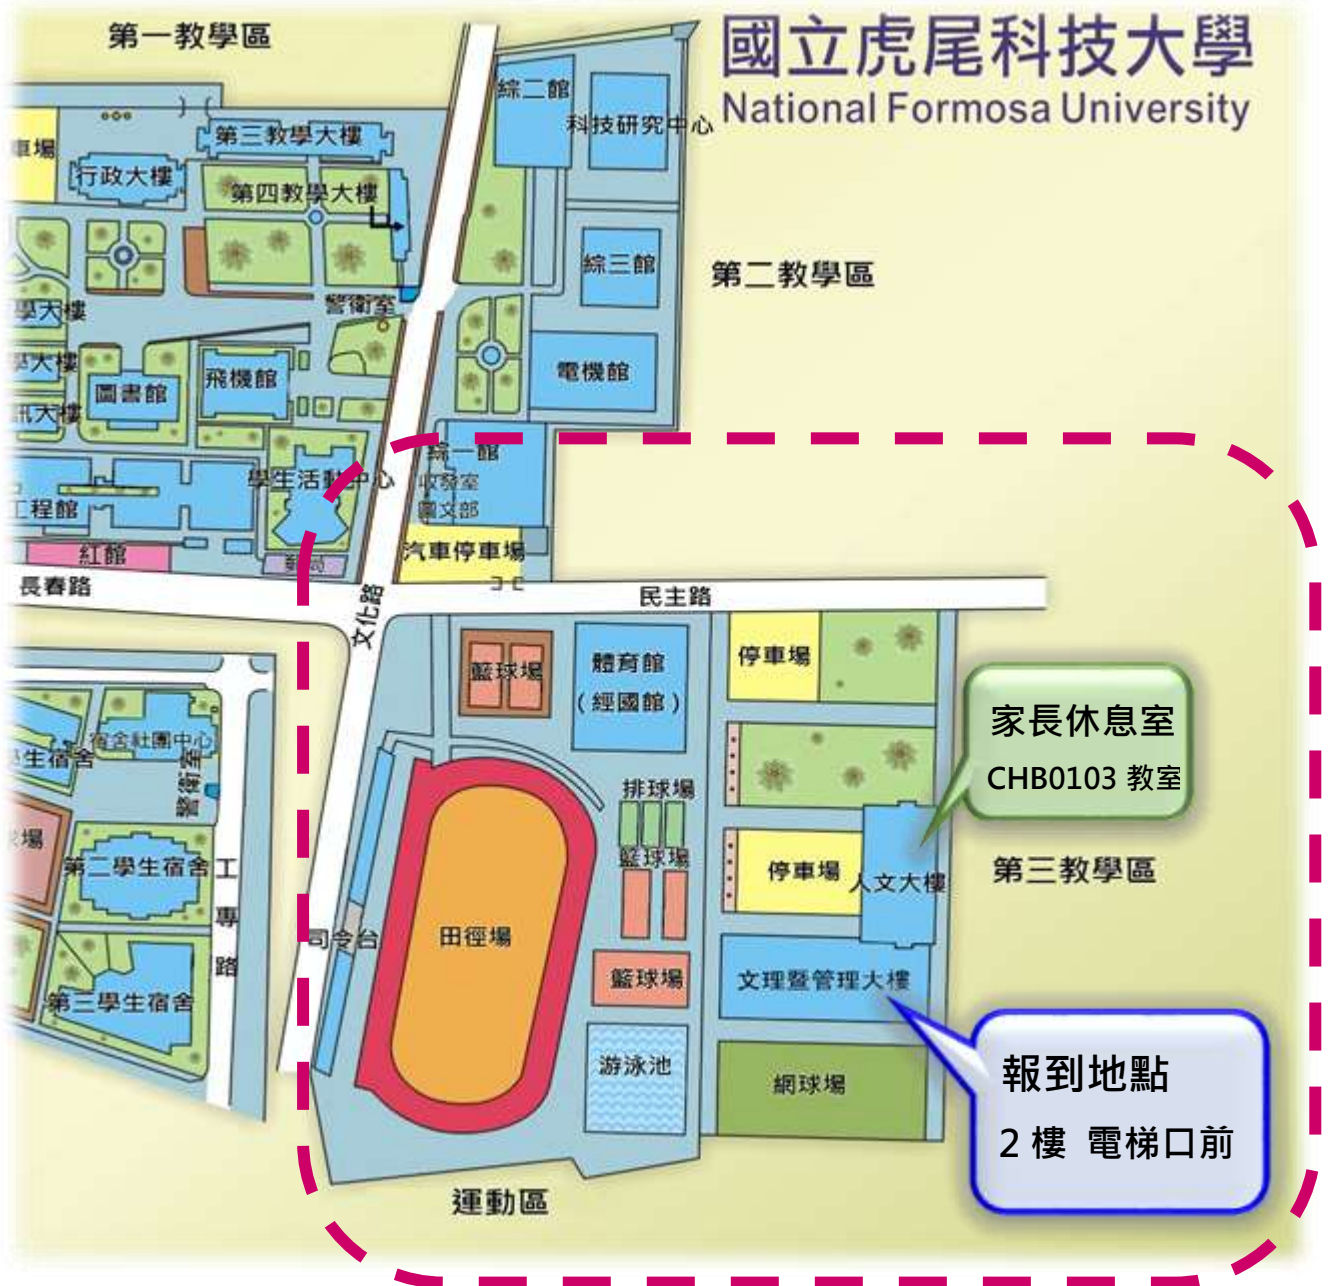 第一教學區
國立虎尾科技大學
National Formosa University
綜二館
科技研究中心
第三教學大樓
車場
行政大樓
第四教學大樓
綜三館
第二教學區
警衛室
學大樓
電機館
學大樓
圖書館
飛機館
訊大樓
綜一館
收發室
圖文部
學生活動中心
工程館
汽車停車場
紅館
郵局
長春路
文化路
民主路
籃球場
體育館
(經國館)
停車場
家長休息室
CHB0103 教室
宿舍社團中心
學生宿舍
警衛室
排球場
籃球場
球場
第二學生宿舍
工專路
停車場
人文大樓
第三教學區
司令台
田徑場
籃球場
文理暨管理大樓
第三學生宿舍
游泳池
網球場
報到地點
2 樓 電梯口前
運動區